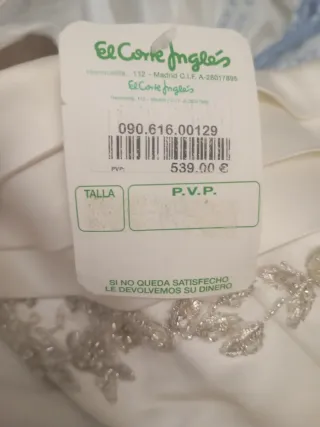 El Corte Inglés
Hermosilla, 112 - Madrid C.I.F. A-28017895
El Corte Inglés
090.616.00129
PVP. 539.00 €
TALLA
P.V.P.
SI NO QUEDA SATISFECHO
LE DEVOLVEMOS SU DINERO